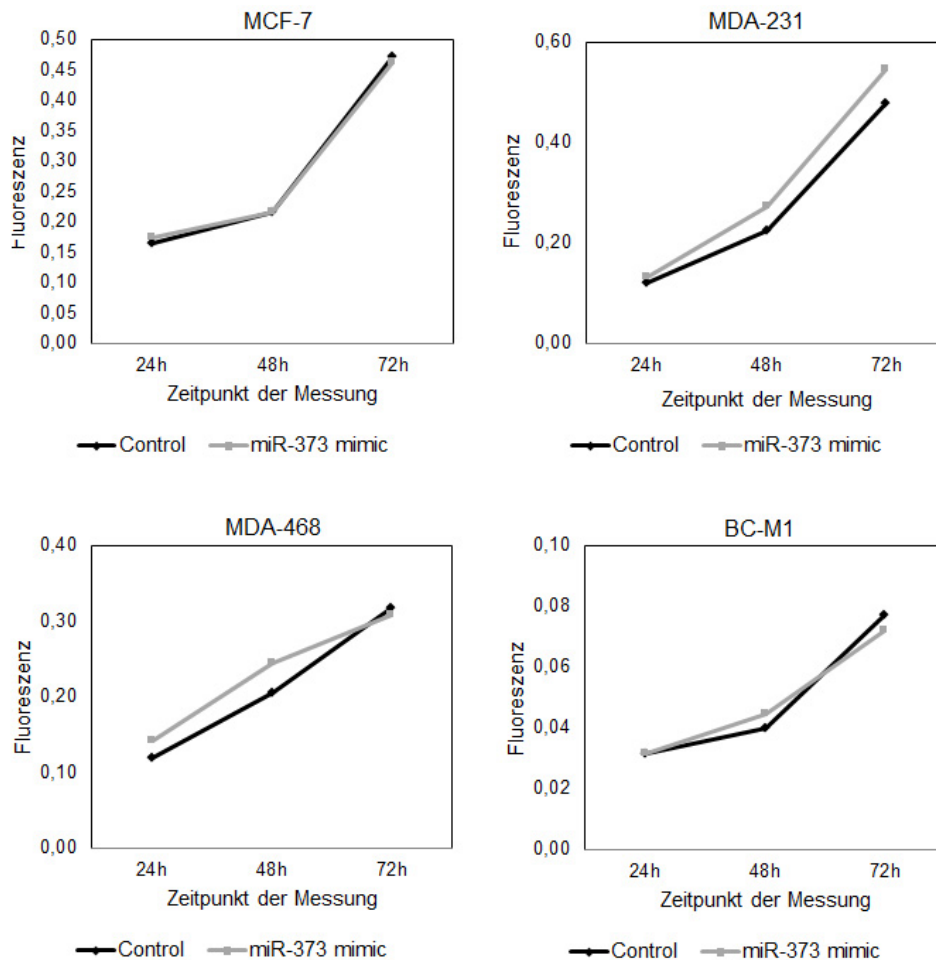 MCF-7
0,50
0,45
0,40
0,35
0,30
0,25
0,20
0,15
0,10
0,05
0,00
Fluoreszenz
24h 48h 72h
Zeitpunkt der Messung
Control miR-373 mimic
MDA-231
0,60
0,40
0,20
0,00
Fluoreszenz
24h 48h 72h
Zeitpunkt der Messung
Control miR-373 mimic
MDA-468
0,40
0,30
0,20
0,10
0,00
Fluoreszenz
24h 48h 72h
Zeitpunkt der Messung
Control miR-373 mimic
BC-M1
0,10
0,08
0,06
0,04
0,02
0,00
Fluoreszenz
24h 48h 72h
Zeitpunkt der Messung
Control miR-373 mimic